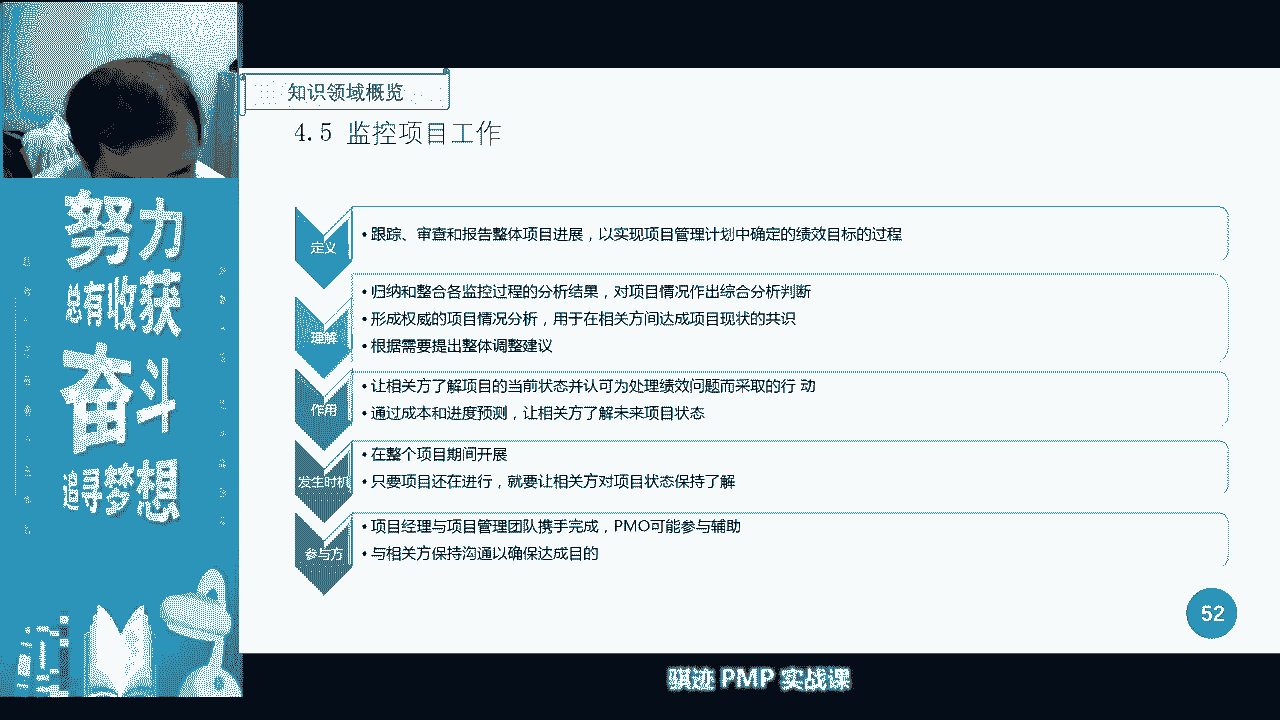 知识领域概览
4.5 监控项目工作
努力
总有收获
奋斗
追寻梦想
定义
•跟踪、审查和报告整体项目进展，以实现项目管理计划中确定的绩效目标的过程
理解
•归纳和整合各监控过程的分析结果，对项目情况作出综合分析判断
•形成权威的项目情况分析，用于在相关方间达成项目现状的共识
•根据需要提出整体调整建议
作用
•让相关方了解项目的当前状态并认可为处理绩效问题而采取的行 动
•通过成本和进度预测，让相关方了解未来项目状态
发生时机
•在整个项目期间开展
•只要项目还在进行，就要让相关方对项目状态保持了解
参与方
•项目经理与项目管理团队携手完成，PMO可能参与辅助
•与相关方保持沟通以确保达成目的
52
骐迹 PMP 实战课